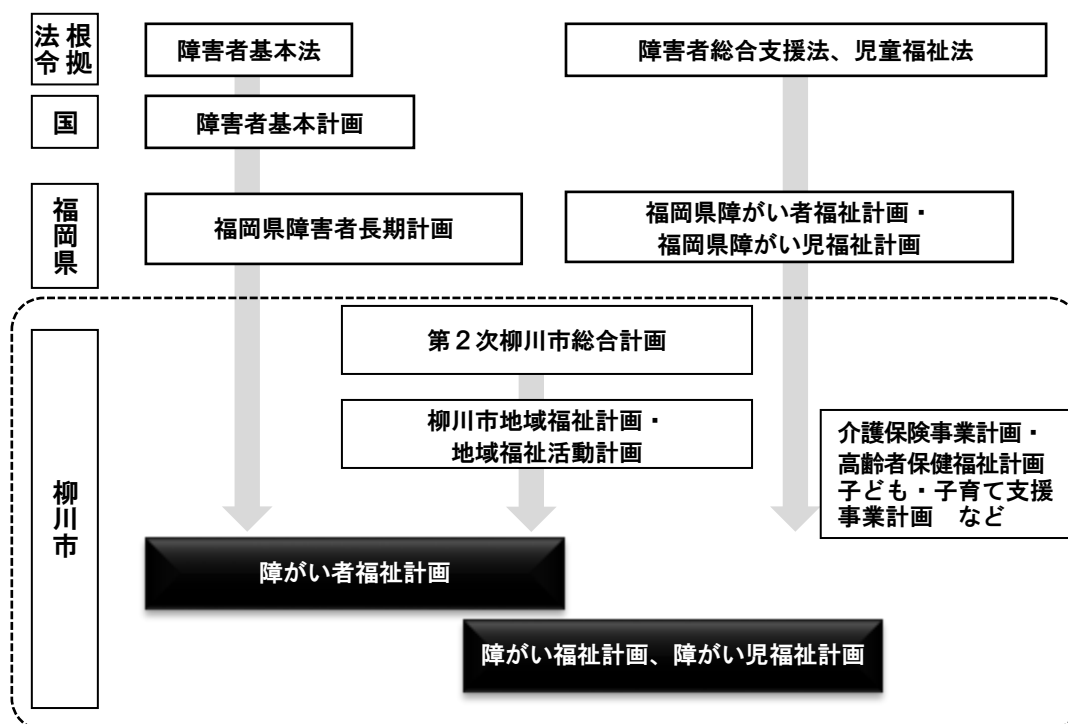 根拠
法令
障害者基本法
障害者総合支援法、児童福祉法
国
障害者基本計画
福岡県
福岡県障害者長期計画
福岡県障がい者福祉計画・
福岡県障がい児福祉計画
柳川市
第２次柳川市総合計画
柳川市地域福祉計画・
地域福祉活動計画
介護保険事業計画・
高齢者保健福祉計画
子ども・子育て支援
事業計画　など
障がい者福祉計画
障がい福祉計画、障がい児福祉計画